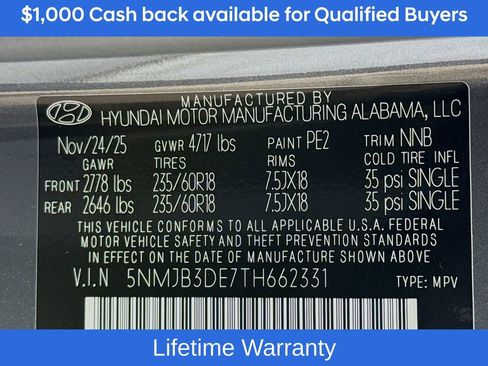 $1,000 Cash back available for Qualified Buyers
MANUFACTURED BY
HYUNDAI MOTOR MANUFACTURING ALABAMA, LLC
Nov/24/25 GVWR 4717 lbs PAINT PE2 TRIM NNB
GAWR TIRES RIMS COLD TIRE INFL
FRONT 2778 lbs 235/60R18 7.5JX18 35 psi SINGLE
REAR 2646 lbs 235/60R18 7.5JX18 35 psi SINGLE
THIS VEHICLE CONFORMS TO ALL APPLICABLE U.S.A. FEDERAL
MOTOR VEHICLE SAFETY AND THEFT PREVENTION STANDARDS
IN EFFECT ON THE DATE OF MANUFACTURE SHOWN ABOVE.
V.I.N 5NMJB3DE7TH662331 TYPE: MPV
Lifetime Warranty